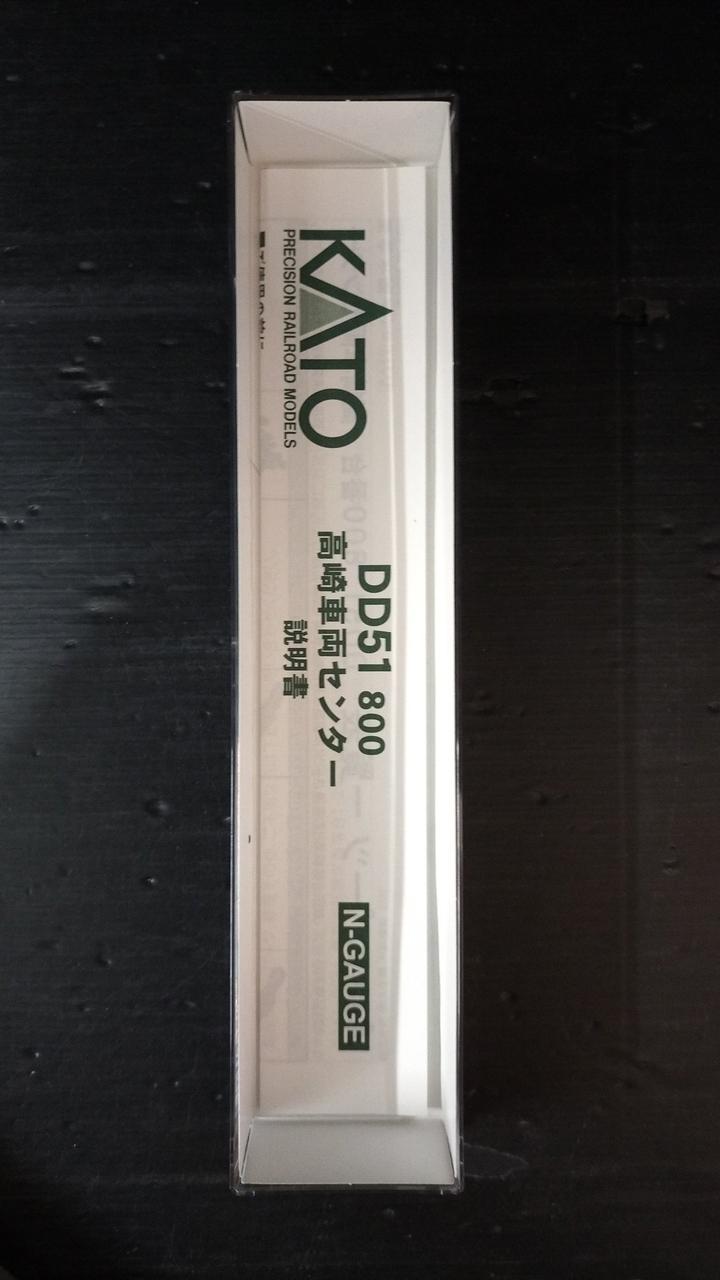 KATO
PRECISION RAILROAD MODELS
DD51 800
高崎車両センター
説明書
N-GAUGE